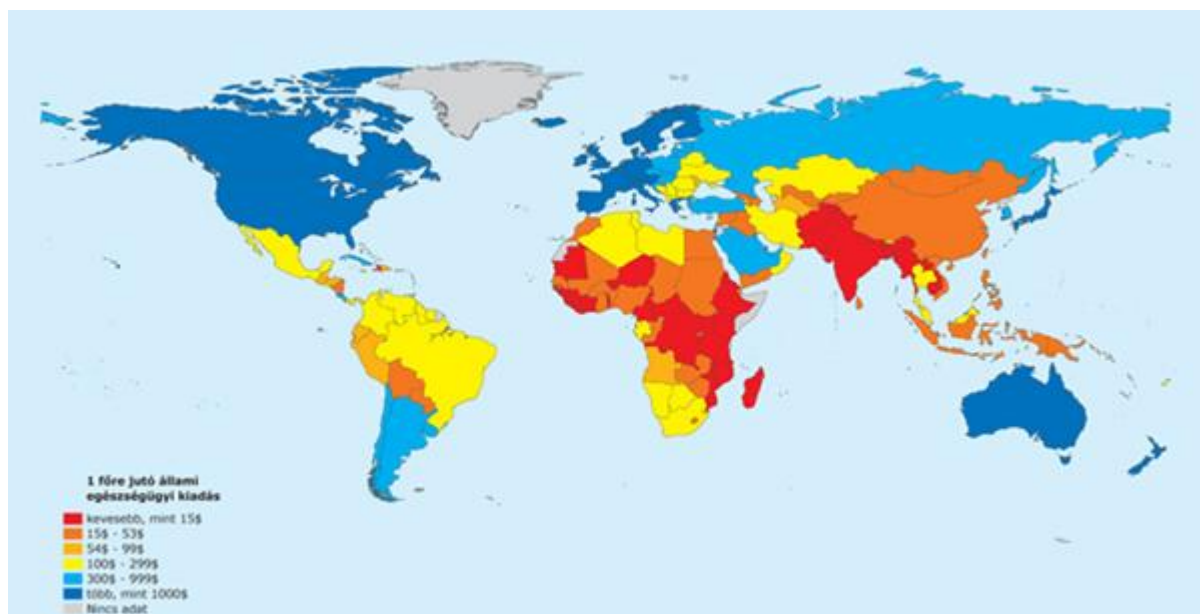 1 főre jutó állami
egészségügyi kiadás
kevesebb, mint 15$
15$ - 53$
54$ - 99$
100$ - 299$
300$ - 999$
több, mint 1000$
Nincs adat